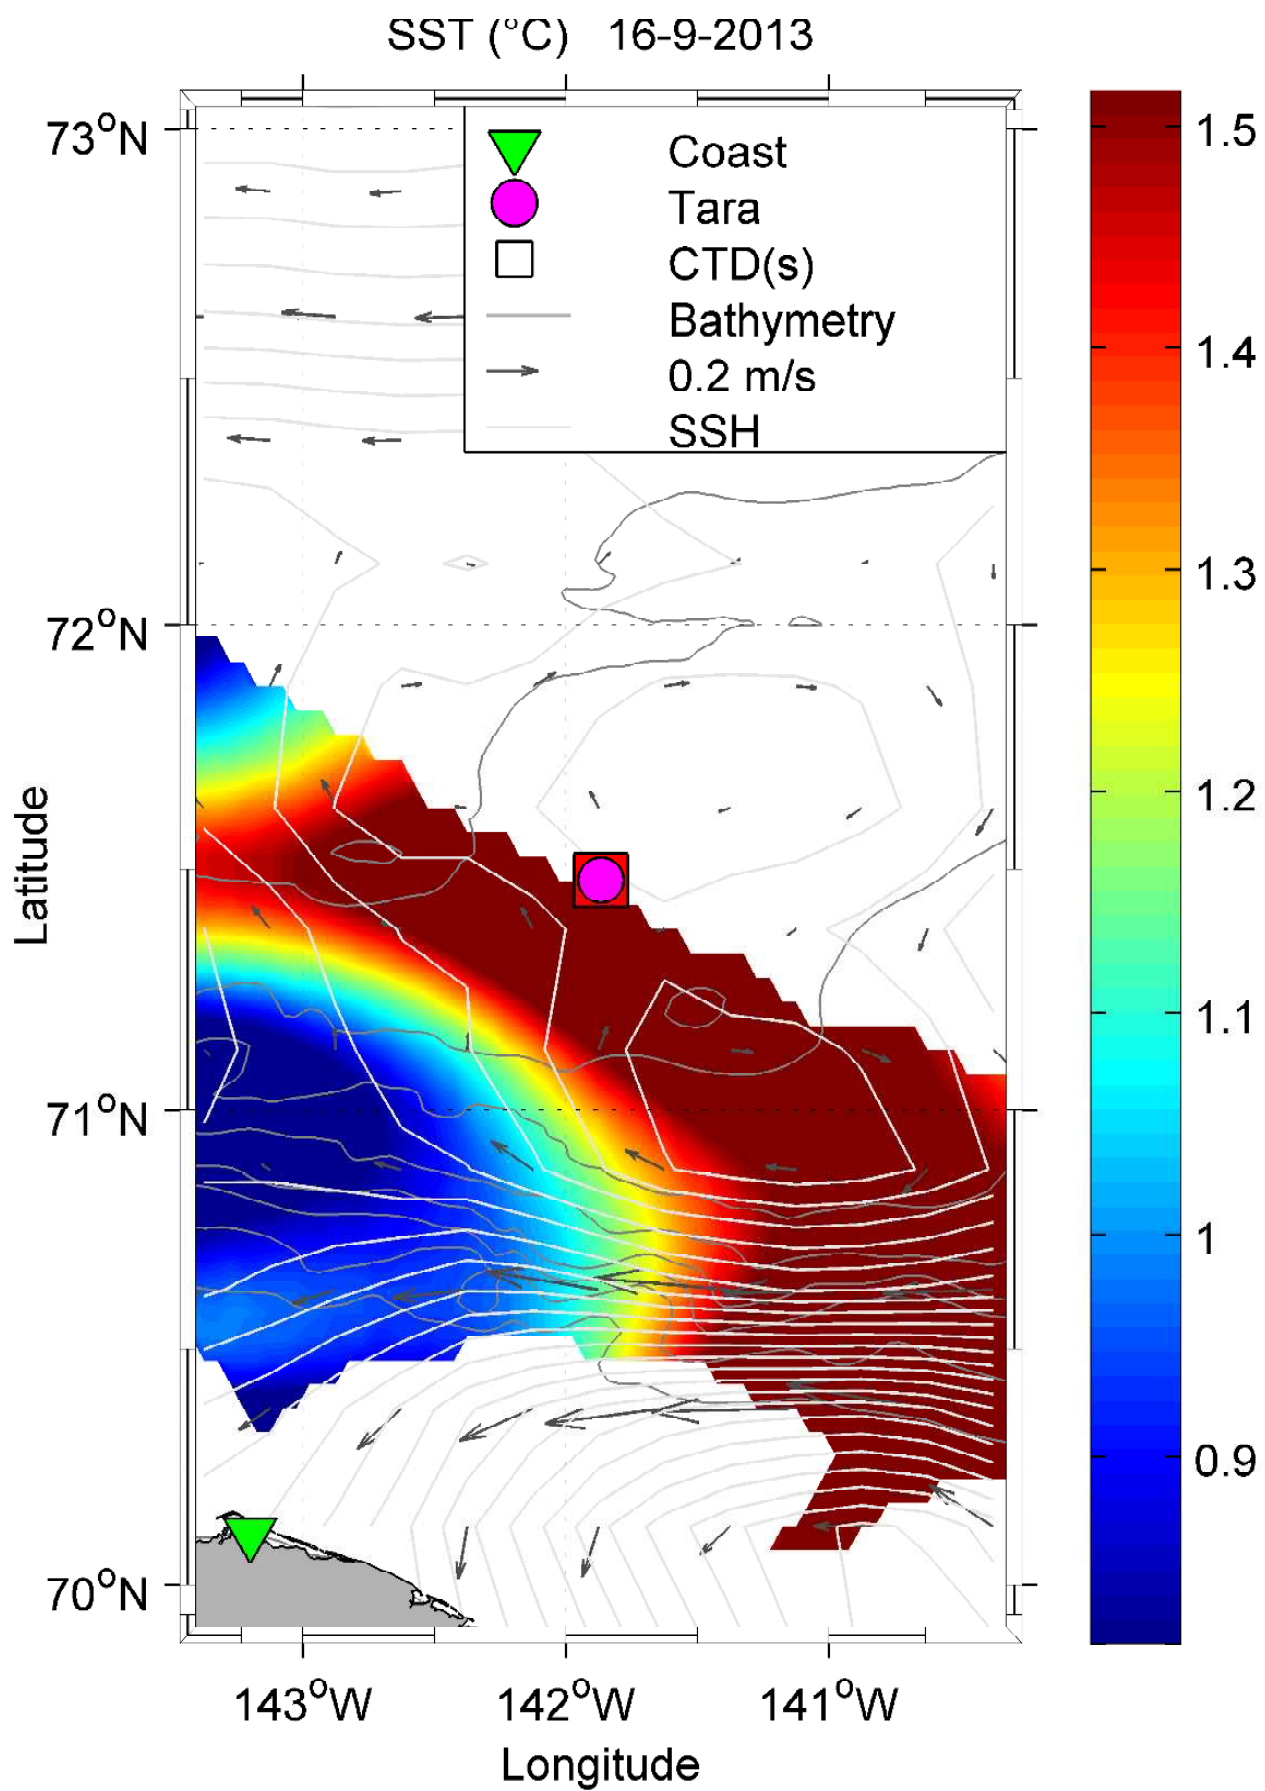 SST (°C) 16-9-2013
Coast
Tara
CTD(s)
Bathymetry
0.2 m/s
SSH
73°N
72°N
71°N
70°N
Latitude
143°W
142°W
141°W
Longitude
1.5
1.4
1.3
1.2
1.1
1
0.9